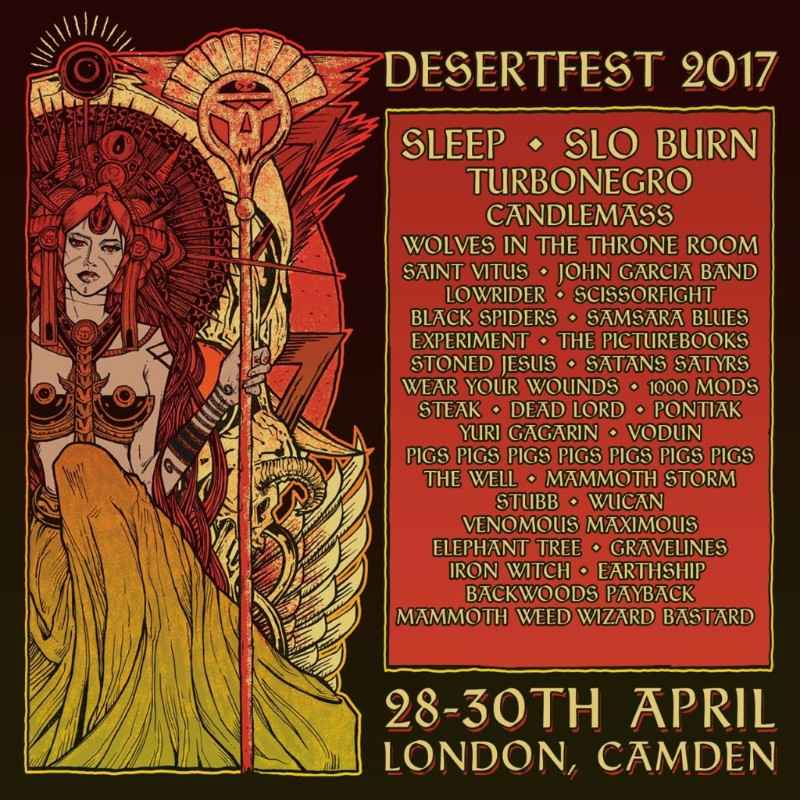 DESERTFEST 2017
SLEEP • SLO BURN
TURBONEGRO
CANDLEMASS
WOLVES IN THE THRONE ROOM
SAINT VITUS • JOHN GARCIA BAND
LOWRIDER • SCISSORFIGHT
BLACK SPIDERS • SAMSARA BLUES
EXPERIMENT • THE PICTUREBOOKS
STONED JESUS • SATANS SATYRS
WEAR YOUR WOUNDS • 1000 MODS
STEAK • DEAD LORD • PONTIAK
YURI GAGARIN • VODUN
PIGS PIGS PIGS PIGS PIGS PIGS PIGS
THE WELL • MAMMOTH STORM
STUBB • WUCAN
VENOMOUS MAXIMOUS
ELEPHANT TREE • GRAVELINES
IRON WITCH • EARTHSHIP
BACKWOODS PAYBACK
MAMMOTH WEED WIZARD BASTARD
28-30TH APRIL
LONDON, CAMDEN